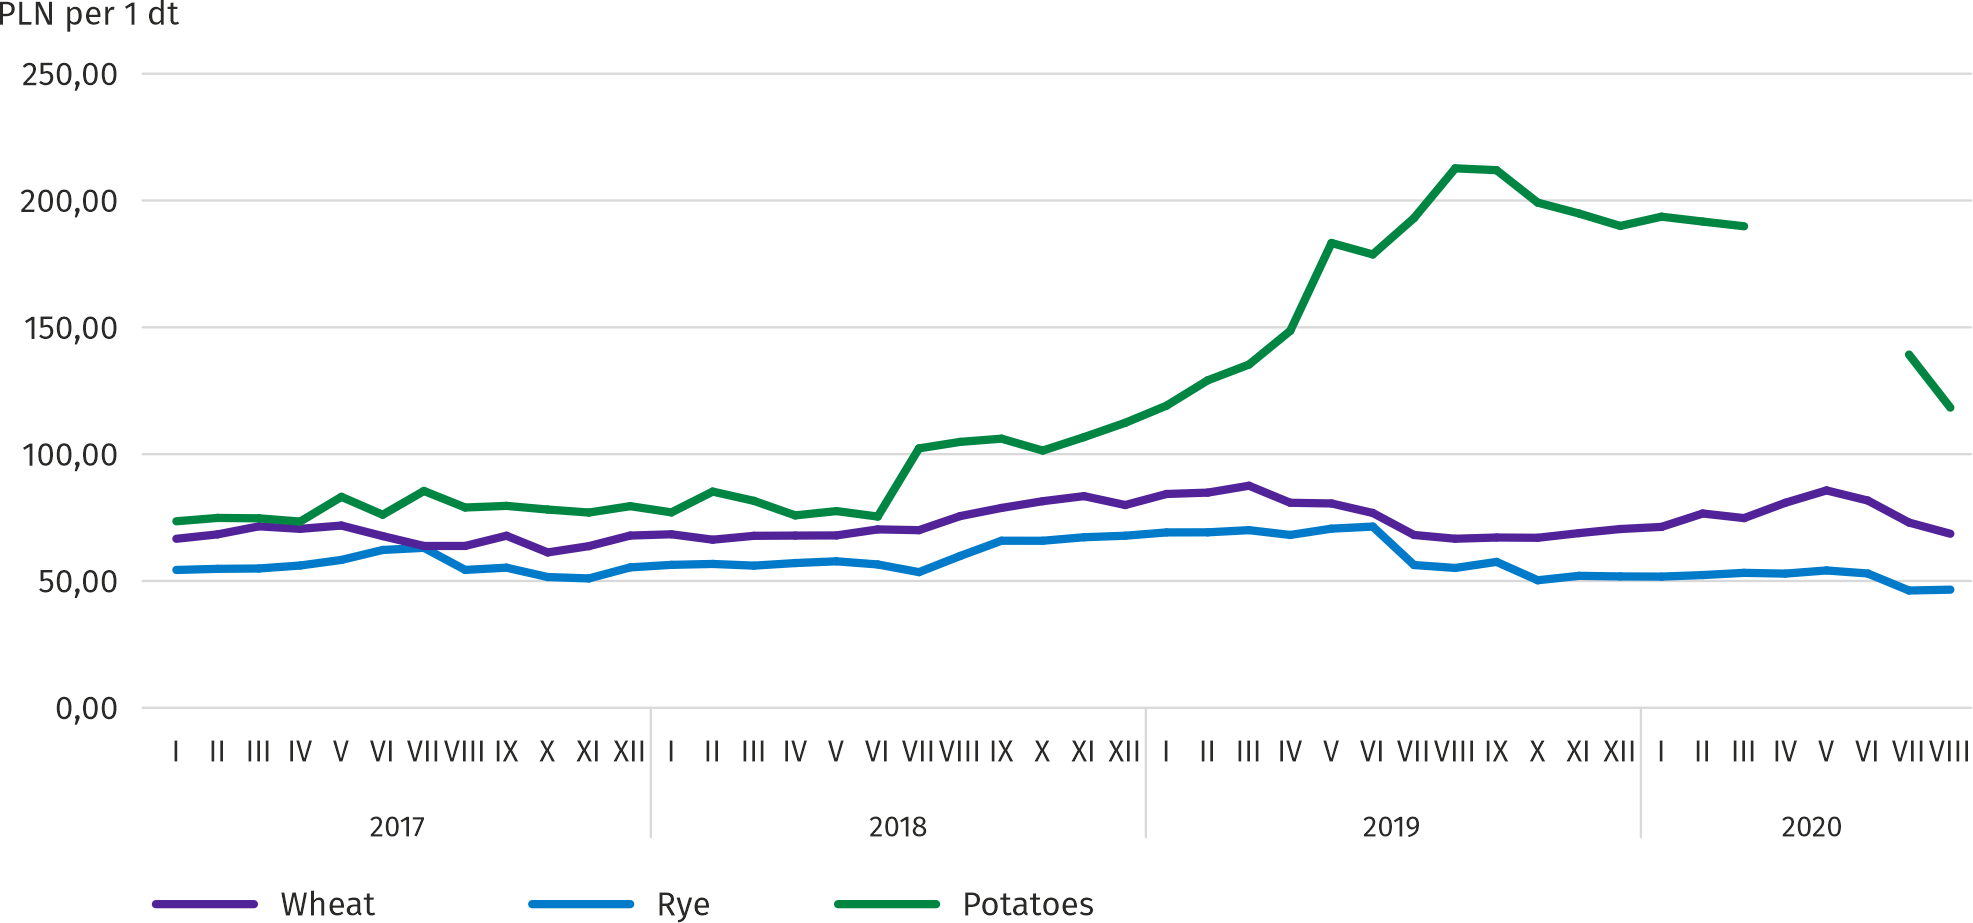 PLN per 1 dt
250,00
200,00
150,00
100,00
50,00
0,00
I II III IV V VI VII VIII IX X XI XII I II III IV V VI VII VIII IX X XI XII I II III IV V VI VII VIII IX X XI XII I II III IV V VI VII VIII
2017 2018 2019 2020
Wheat Rye Potatoes